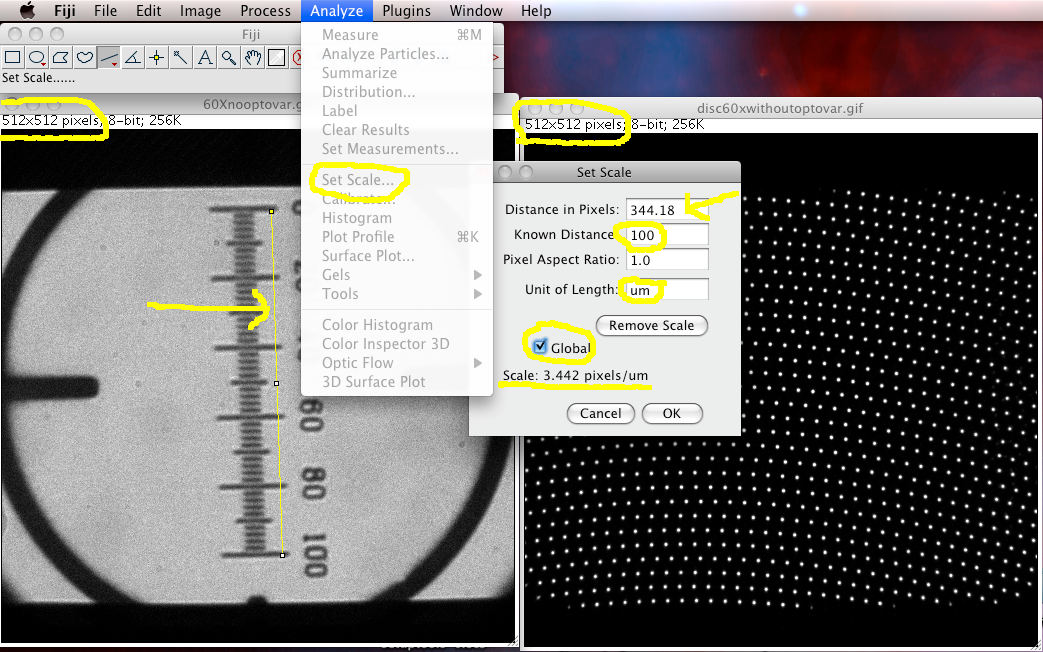 Fiji File Edit Image Process Analyze Plugins Window Help
Fiji
Set Scale......
60Xnooptovar.g
512x512 pixels; 8-bit; 256K
Measure ⌘M
Analyze Particles...
Summarize
Distribution...
Label
Clear Results
Set Measurements...
Set Scale...
Calibrate...
Histogram
Plot Profile ⌘K
Surface Plot...
Gels
Tools
Color Histogram
Color Inspector 3D
Optic Flow
3D Surface Plot
60
80
100
disc60xwithoutoptovar.gif
512x512 pixels; 8-bit; 256K
Set Scale
Distance in Pixels: 344.18
Known Distance 100
Pixel Aspect Ratio: 1.0
Unit of Length: um
Remove Scale
Global
Scale: 3.442 pixels/um
Cancel OK